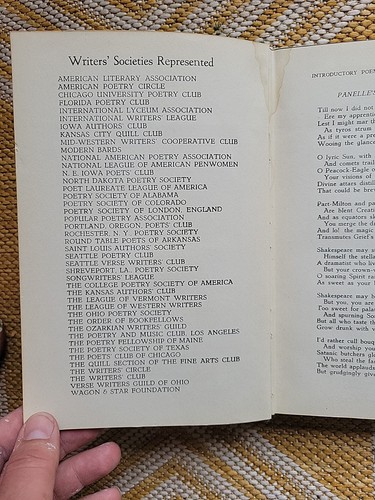 Writers' Societies Represented
AMERICAN LITERARY ASSOCIATION
AMERICAN POETRY CIRCLE
CHICAGO UNIVERSITY POETRY CLUB
FLORIDA POETRY CLUB
INTERNATIONAL LYCEUM ASSOCIATION
INTERNATIONAL WRITERS' LEAGUE
IOWA AUTHORS' CLUB
KANSAS CITY QUILL CLUB
MID-WESTERN WRITERS' COOPERATIVE CLUB
MODERN BARDS
NATIONAL AMERICAN POETRY ASSOCIATION
NATIONAL LEAGUE OF AMERICAN PENWOMEN
N. E. IOWA POETS' CLUB
NORTH DAKOTA POETRY SOCIETY
POET LAUREATE LEAGUE OF AMERICA
POETRY SOCIETY OF ALABAMA
POETRY SOCIETY OF COLORADO
POETRY SOCIETY OF LONDON, ENGLAND
POPULAR POETRY ASSOCIATION
PORTLAND, OREGON, POETS' CLUB
ROCHESTER N. Y. POETRY SOCIETY
ROUND TABLE POETS OF ARKANSAS
SAINT LOUIS AUTHORS' SOCIETY
SEATTLE POETRY CLUB
SEATTLE VERSE WRITERS' CLUB
SHREVEPORT, LA. POETRY SOCIETY
SONGWRITERS' LEAGUE
THE COLLEGE POETRY SOCIETY OF AMERICA
THE KANSAS AUTHORS' CLUB
THE LEAGUE OF VERMONT WRITERS
THE LEAGUE OF WESTERN WRITERS
THE OHIO POETRY SOCIETY
THE ORDER OF BOOKFELLOWS
THE OZARKIAN WRITERS' GUILD
THE POETRY AND MUSIC CLUB, LOS ANGELES
THE POETRY FELLOWSHIP OF MAINE
THE POETRY SOCIETY OF TEXAS
THE POETS' CLUB OF CHICAGO
THE QUILL SECTION OF THE FINE ARTS CLUB
THE WRITERS' CIRCLE
THE WRITERS' CLUB
VERSE WRITERS GUILD OF OHIO
WAGON & STAR FOUNDATION
INTRODUCTORY POEM
PANELLE'S
Till now I did not
Ere my apprenti
Lest I might mar th
As tyros strum
As if it were a pre
Wooing the glance
O lyric Sun, with
And comets trail
O Peacock-Eagle o
Your visions of
Divine attars distill
That could be brev
Part-Milton and pa
Are blent Creati
And as equators sk
You merge the de
And lo! the magic
Transmutes Geist's
Shakespeare may s
Himself the stella
A dramatist who liv
But your crown-
O soaring Spirit ra
As sweet as your
Shakespeare may b
But you, you are
Too sweet for palat
And spurning So
But all who taste th
Grow drunk with v
I'd rather call bouq
And worship you
Satanic butchers gl
Who steal the fac
The world applauds
But grudgingly give